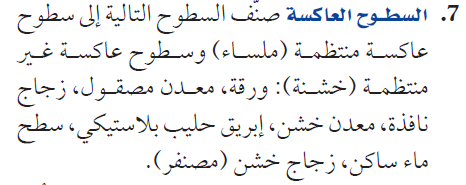 7. السطوح العاكسة صنّف السطوح التالية إلى سطوح
عاكسة منتظمة (ملساء) وسطوح عاكسة غير
منتظمة (خشنة): ورقة، معدن مصقول، زجاج
نافذة، معدن خشن، إبريق حليب بلاستيكي، سطح
ماء ساكن، زجاج خشن (مصنفر).